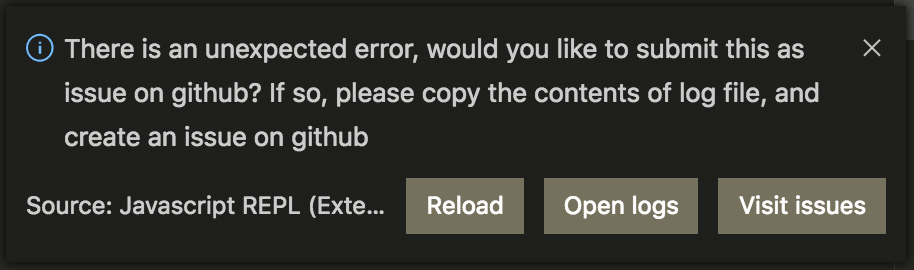 There is an unexpected error, would you like to submit this as
issue on github? If so, please copy the contents of log file, and
create an issue on github
Source: Javascript REPL (Exte... Reload Open logs Visit issues